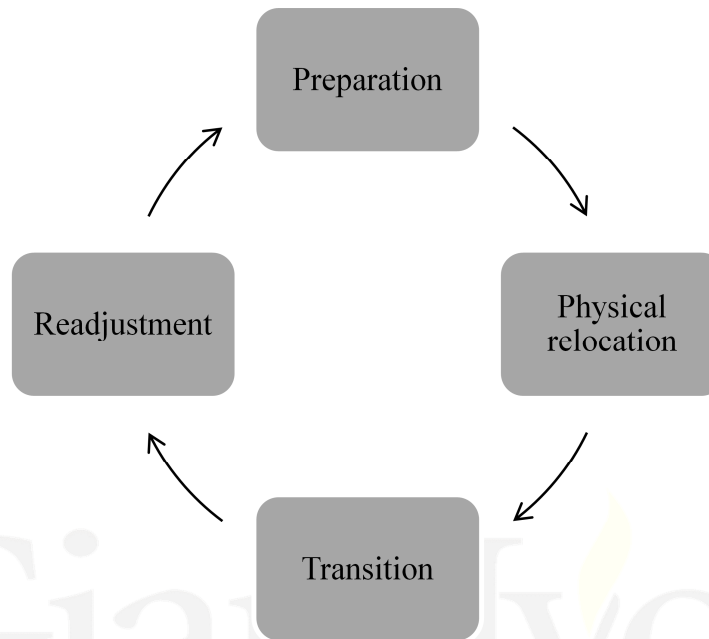 Preparation
Physical
relocation
Transition
Readjustment